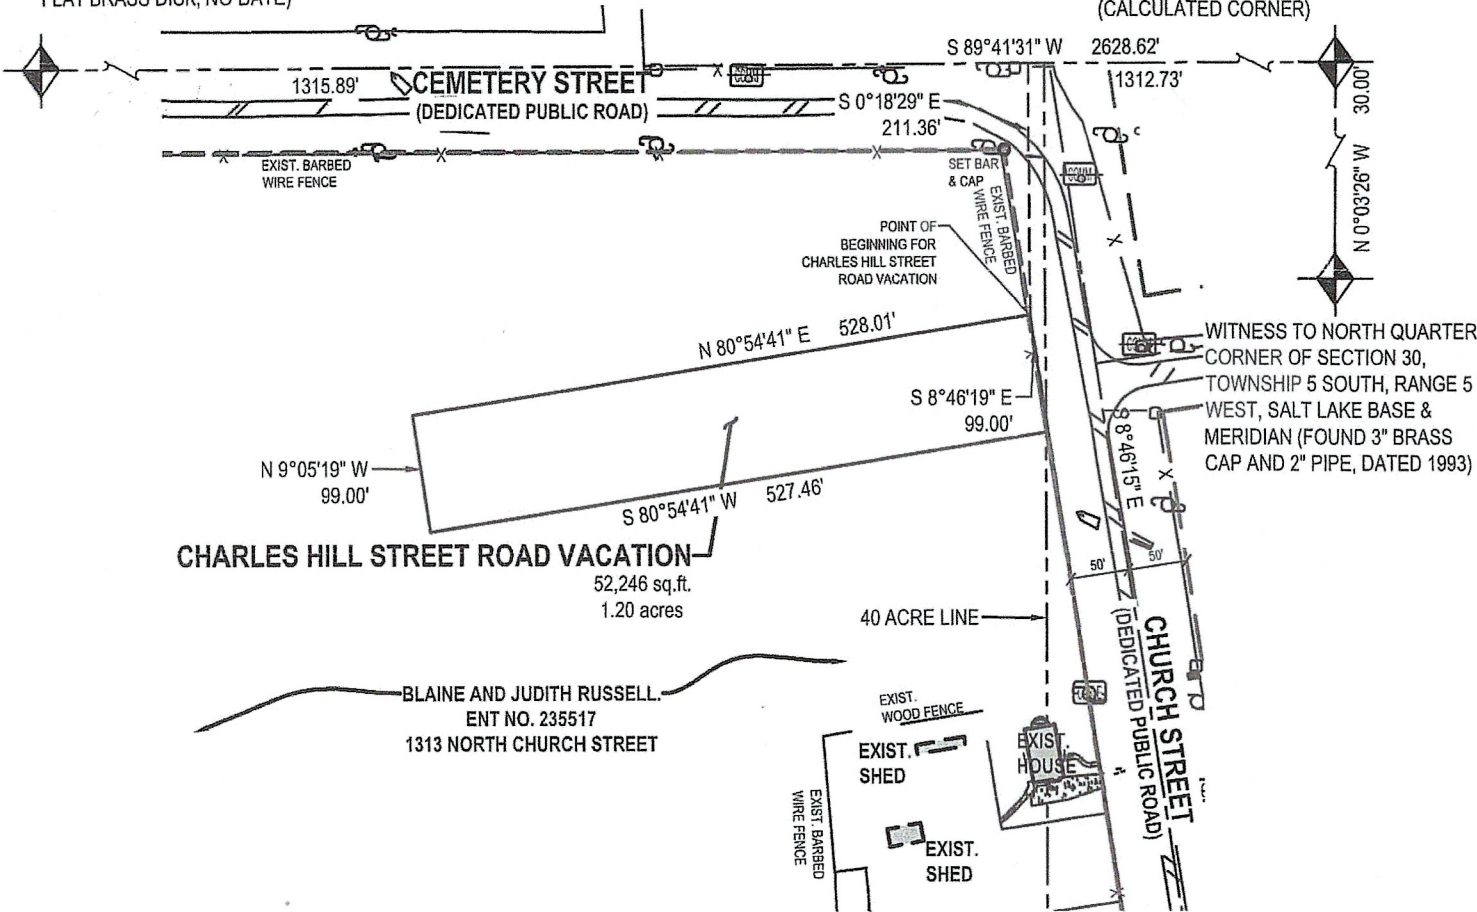 FLAT BRASS DISK, NO DATE)
(CALCULATED CORNER)
S 89°41'31" W 2628.62'
1315.89'
1312.73'
CEMETERY STREET
(DEDICATED PUBLIC ROAD)
S 0°18'29" E
211.36'
30.00'
N 0°03'26" W
EXIST. BARBED
WIRE FENCE
SET BAR
& CAP
EXIST. BARBED
WIRE FENCE
POINT OF
BEGINNING FOR
CHARLES HILL STREET
ROAD VACATION
N 80°54'41" E 528.01'
WITNESS TO NORTH QUARTER
CORNER OF SECTION 30,
TOWNSHIP 5 SOUTH, RANGE 5
WEST, SALT LAKE BASE &
MERIDIAN (FOUND 3" BRASS
CAP AND 2" PIPE, DATED 1993)
S 8°46'19" E
99.00'
S 8°46'15" E
N 9°05'19" W
99.00'
S 80°54'41" W 527.46'
CHARLES HILL STREET ROAD VACATION
52,246 sq.ft.
1.20 acres
50'
50'
40 ACRE LINE
CHURCH STREET
(DEDICATED PUBLIC ROAD)
BLAINE AND JUDITH RUSSELL.
ENT NO. 235517
1313 NORTH CHURCH STREET
EXIST.
WOOD FENCE
EXIST.
SHED
EXIST.
HOUSE
EXIST. BARBED
WIRE FENCE
EXIST.
SHED